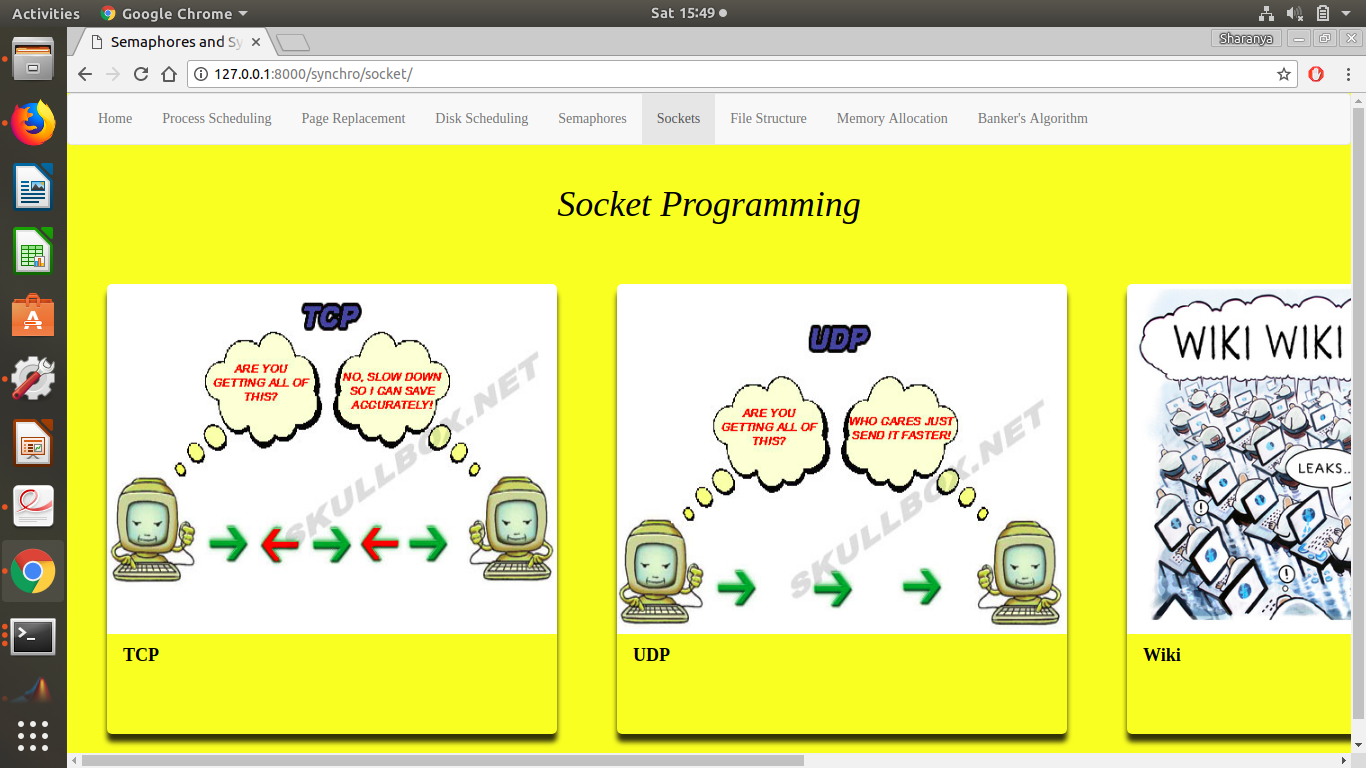 Activities
Google Chrome
Sat 15:49
Semaphores and Sy
Sharanya
127.0.0.1:8000/synchro/socket/
Home
Process Scheduling
Page Replacement
Disk Scheduling
Semaphores
Sockets
File Structure
Memory Allocation
Banker's Algorithm
Socket Programming
TCP
ARE YOU
GETTING ALL OF
THIS?
NO, SLOW DOWN
SO I CAN SAVE
ACCURATELY!
SKULLBOX.NET
TCP
UDP
ARE YOU
GETTING ALL OF
THIS?
WHO CARES JUST
SEND IT FASTER!
SKULLBOX.NET
UDP
WIKI WIKI
LEAKS...
!
!
Wiki